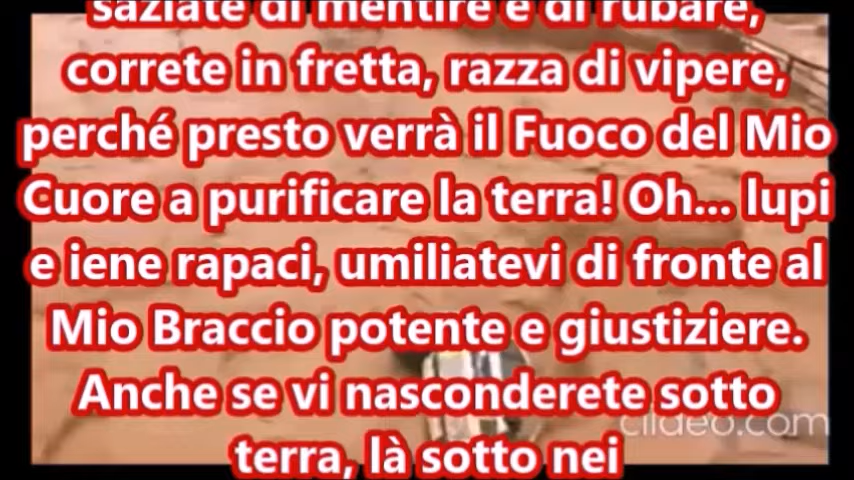 saziate di mentire e di rubare,
correte in fretta, razza di vipere,
perché presto verrà il Fuoco del Mio
Cuore a purificare la terra! Oh... lupi
e iene rapaci, umiliatevi di fronte al
Mio Braccio potente e giustiziere.
Anche se vi nasconderete sotto
terra, là sotto nei